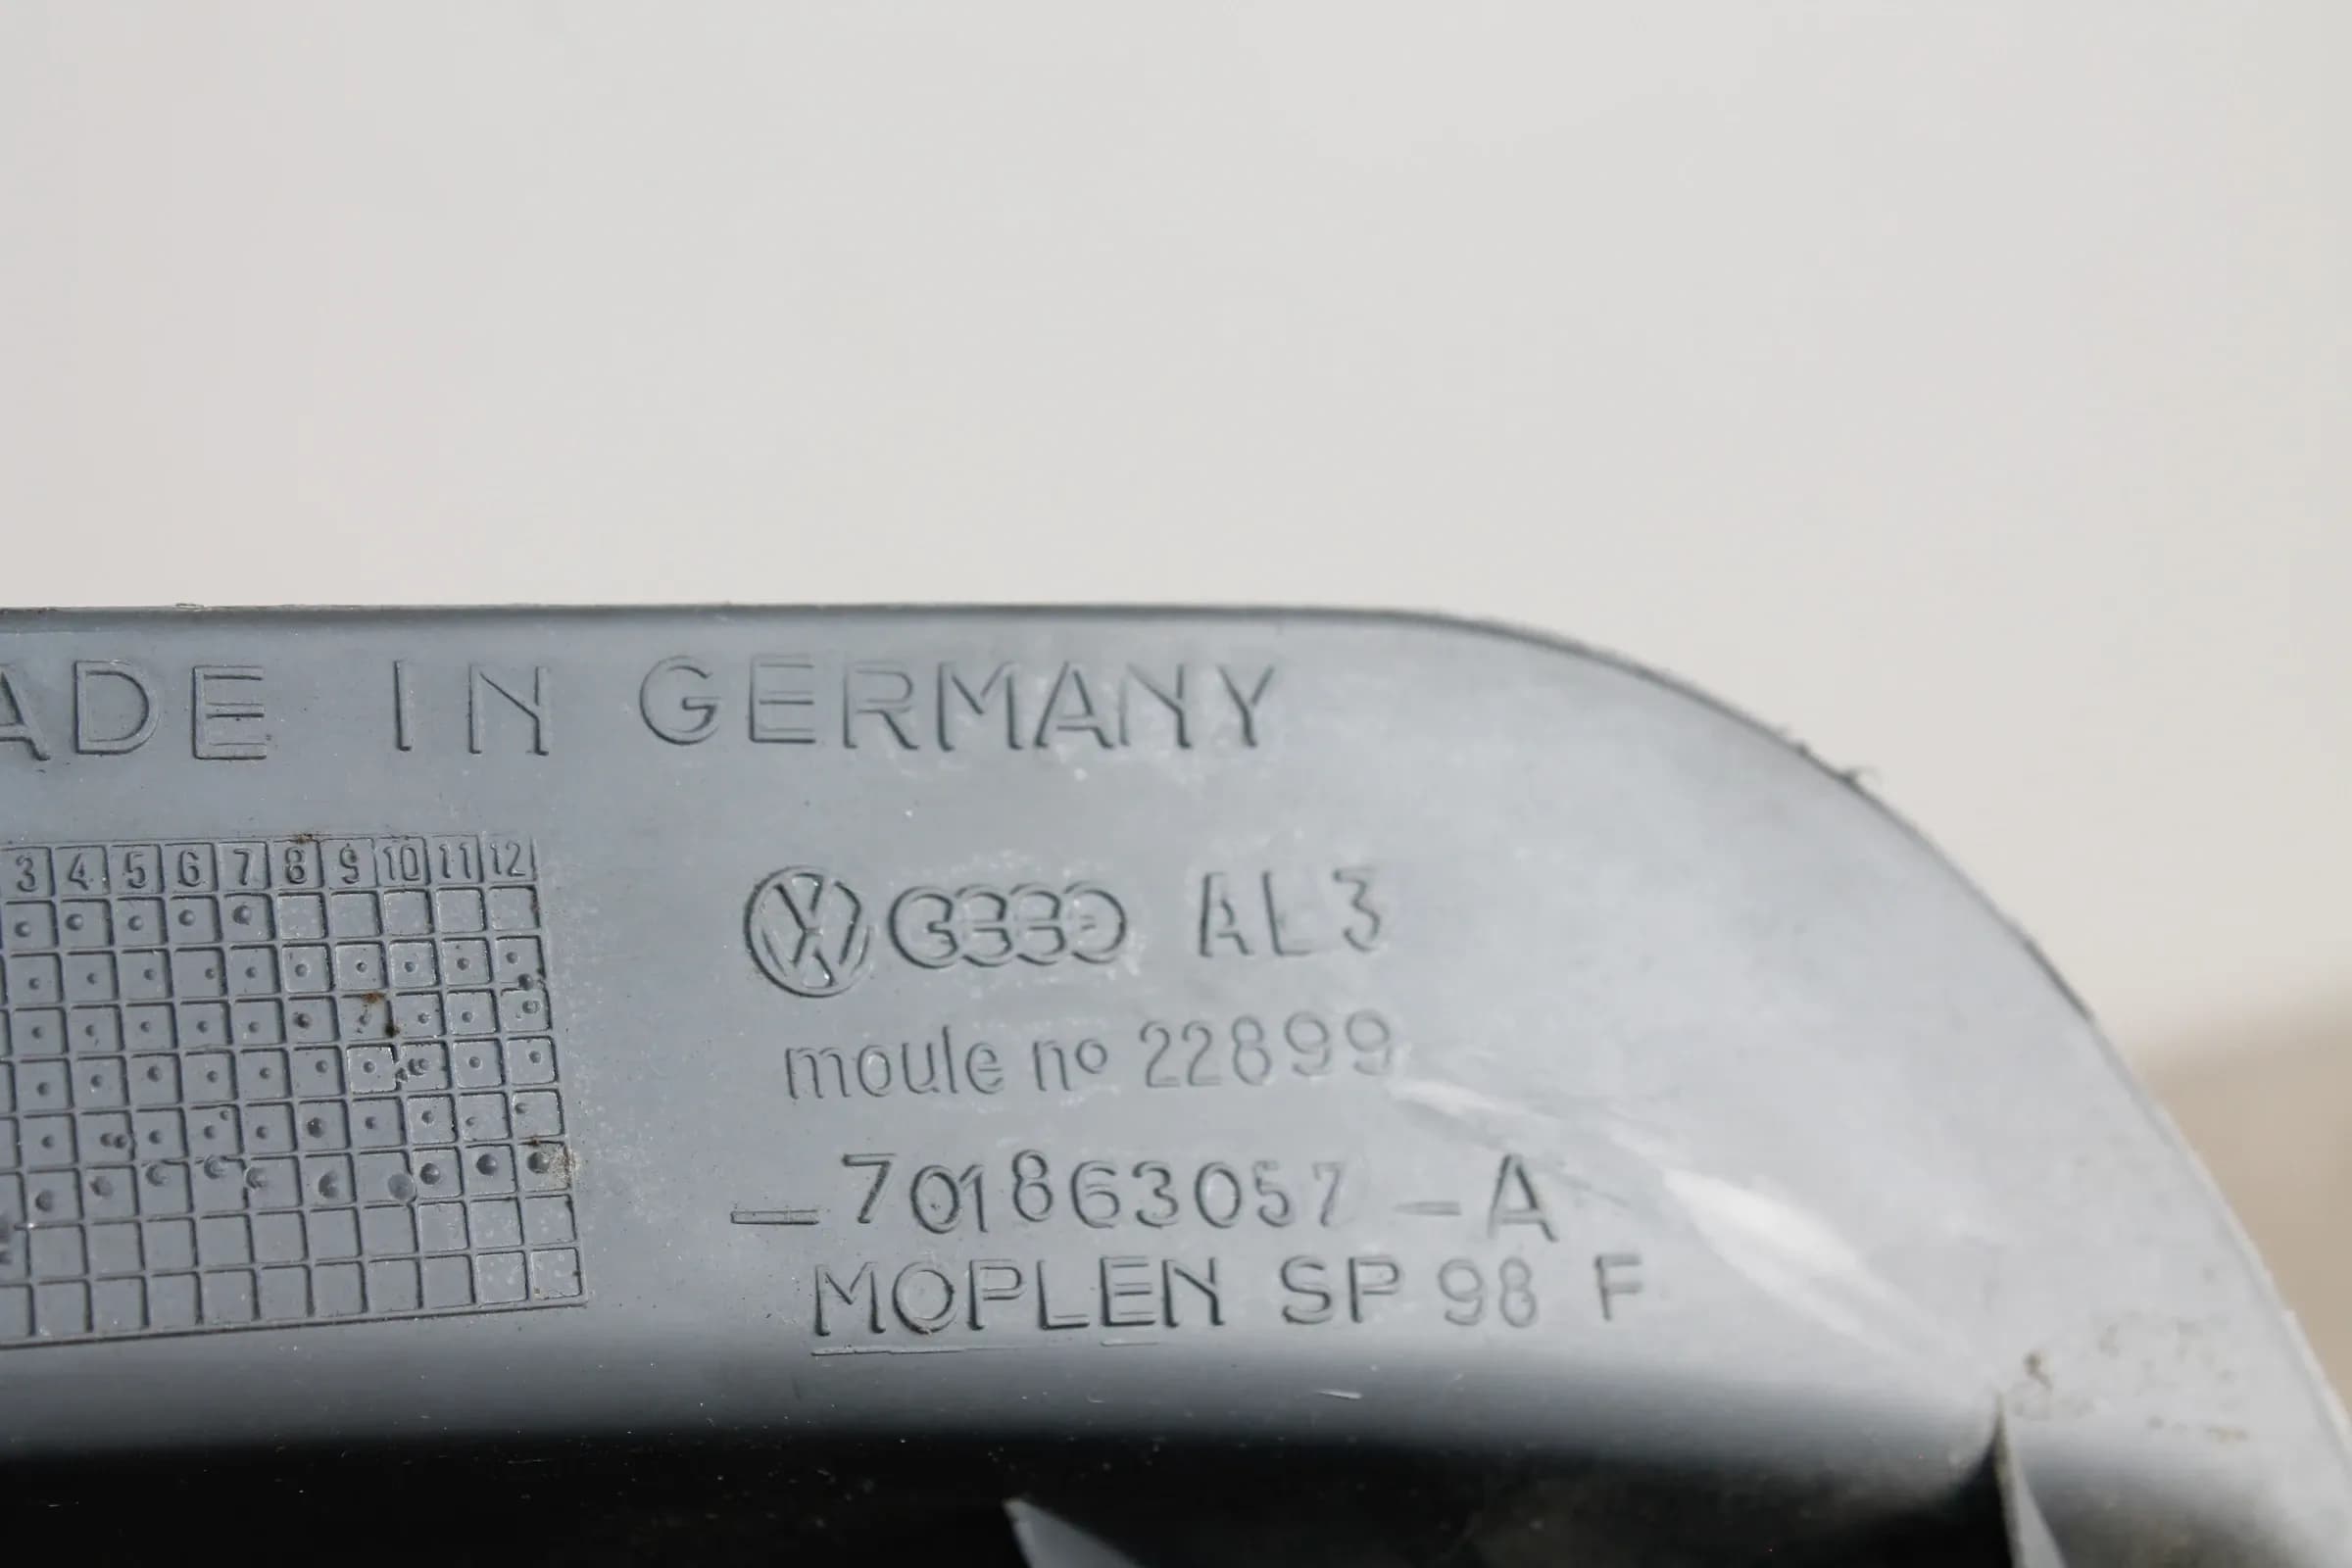 ADE IN GERMANY
3 4 5 6 7 8 9 10 11 12
AL3
moule nº 22899
— 701863057 — A
MOPLEN SP 98 F